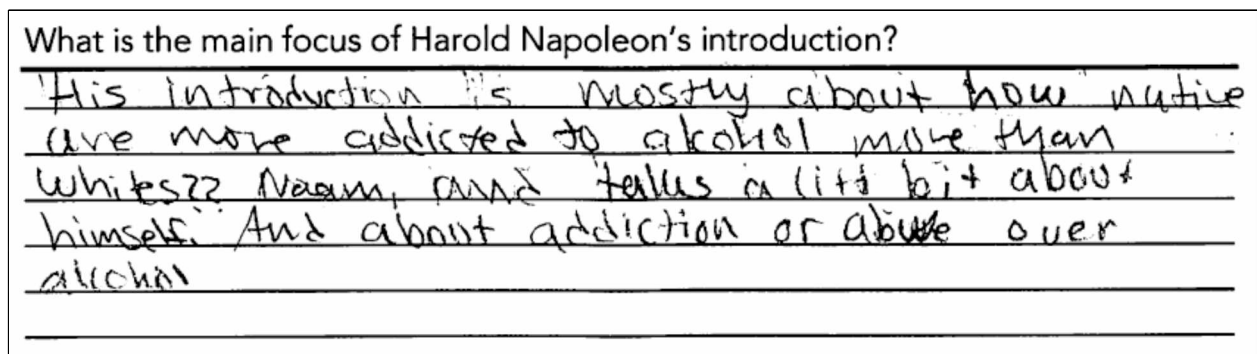 What is the main focus of Harold Napoleon's introduction?
His introduction is mostly about how native
are more addicted to alcohol more than
whites?? Naam, and talks a litt bit about
himself. And about addiction or abuse over
alcohol